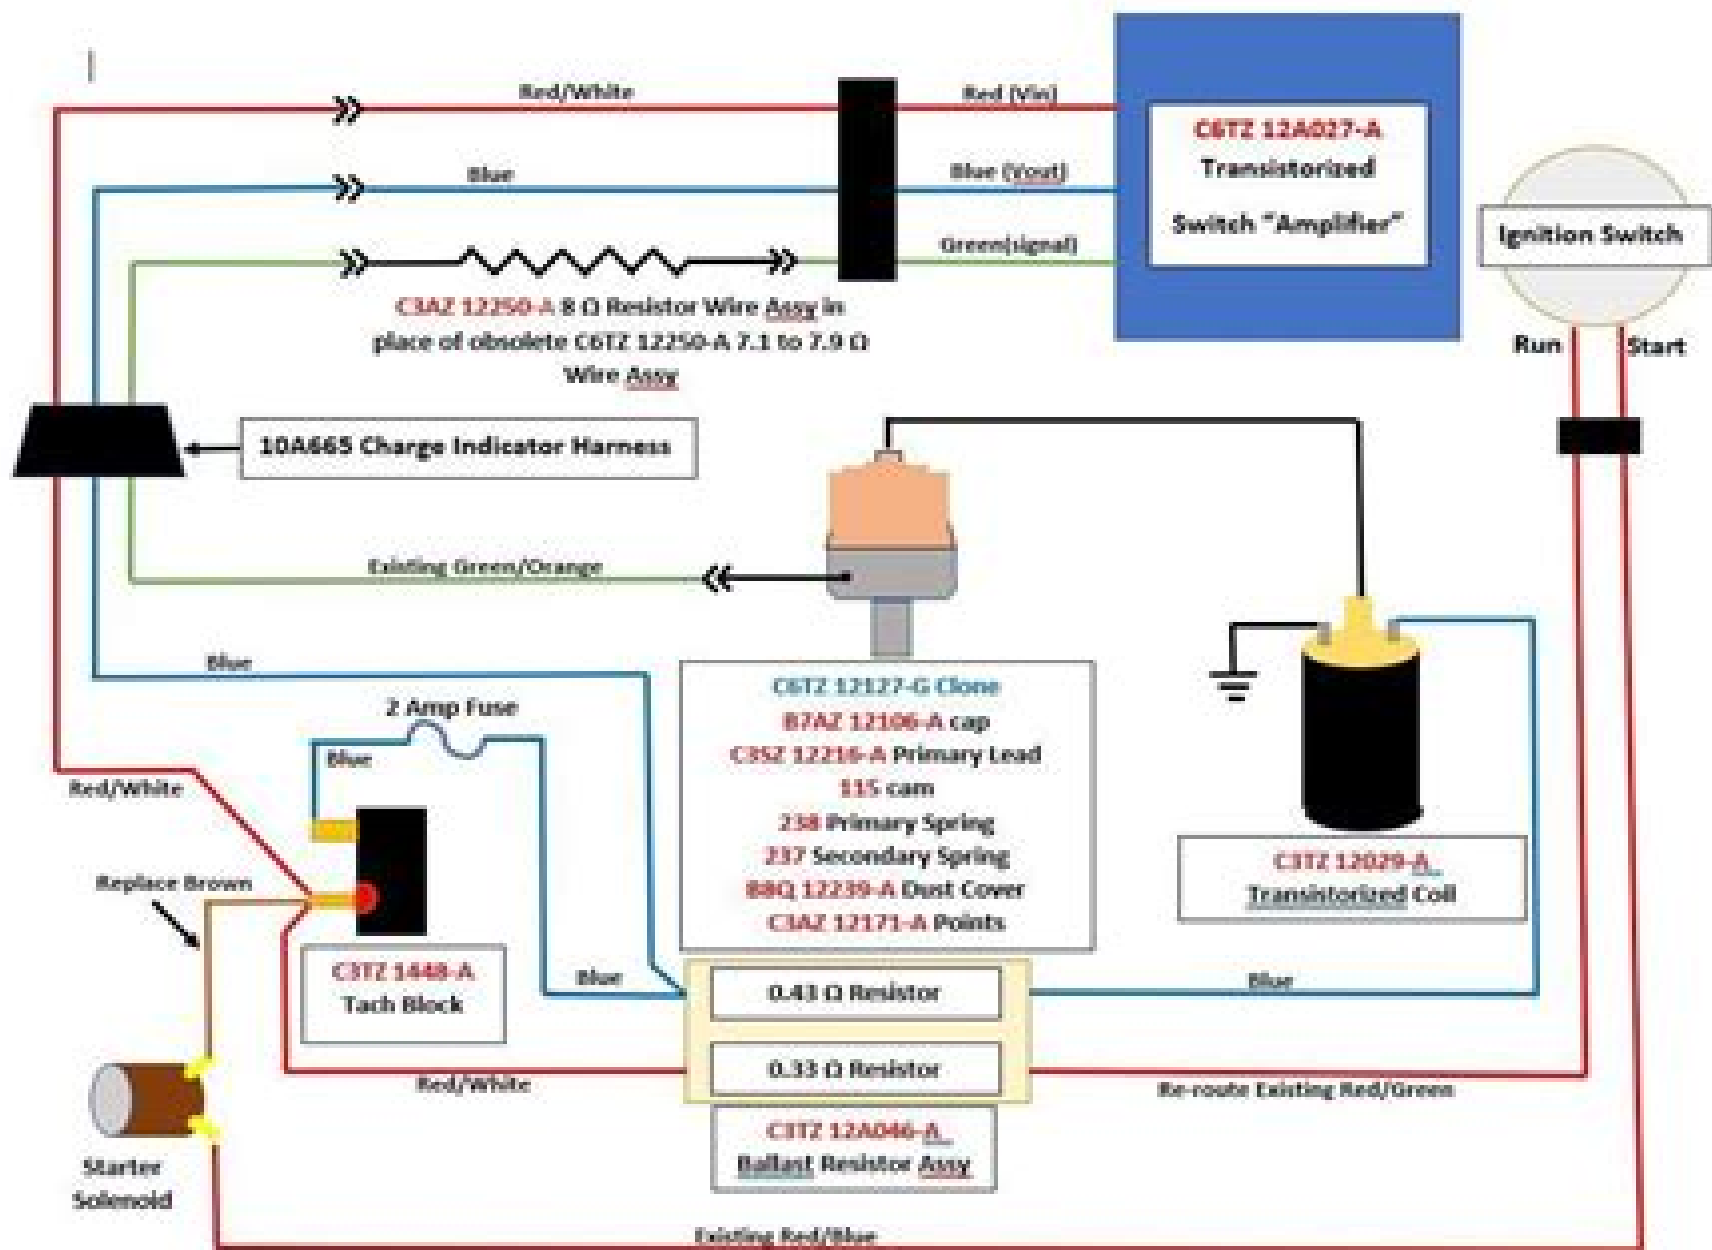 Red/White
Red (Vin)
C6TZ 12A027-A
Transistorized
Switch "Amplifier"
Blue
Blue (Vout)
Green(signal)
Ignition Switch
Run
Start
C3AZ 12250-A 8 Ω Resistor Wire Assy in
place of obsolete C6TZ 12250-A 7.1 to 7.9 Ω
Wire Assy
10A665 Charge Indicator Harness
Existing Green/Orange
Blue
2 Amp Fuse
Blue
Red/White
Replace Brown
C3TZ 1448-A
Tach Block
C6TZ 12127-G Clone
B7AZ 12106-A cap
C3SZ 12216-A Primary Lead
115 cam
238 Primary Spring
237 Secondary Spring
B8Q 12239-A Dust Cover
C3AZ 12171-A Points
C3TZ 12029-A
Transistorized Coil
Blue
0.43 Ω Resistor
Blue
0.33 Ω Resistor
Red/White
Re-route Existing Red/Green
C3TZ 12A046-A
Ballast Resistor Assy
Starter
Solenoid
Existing Red/Blue